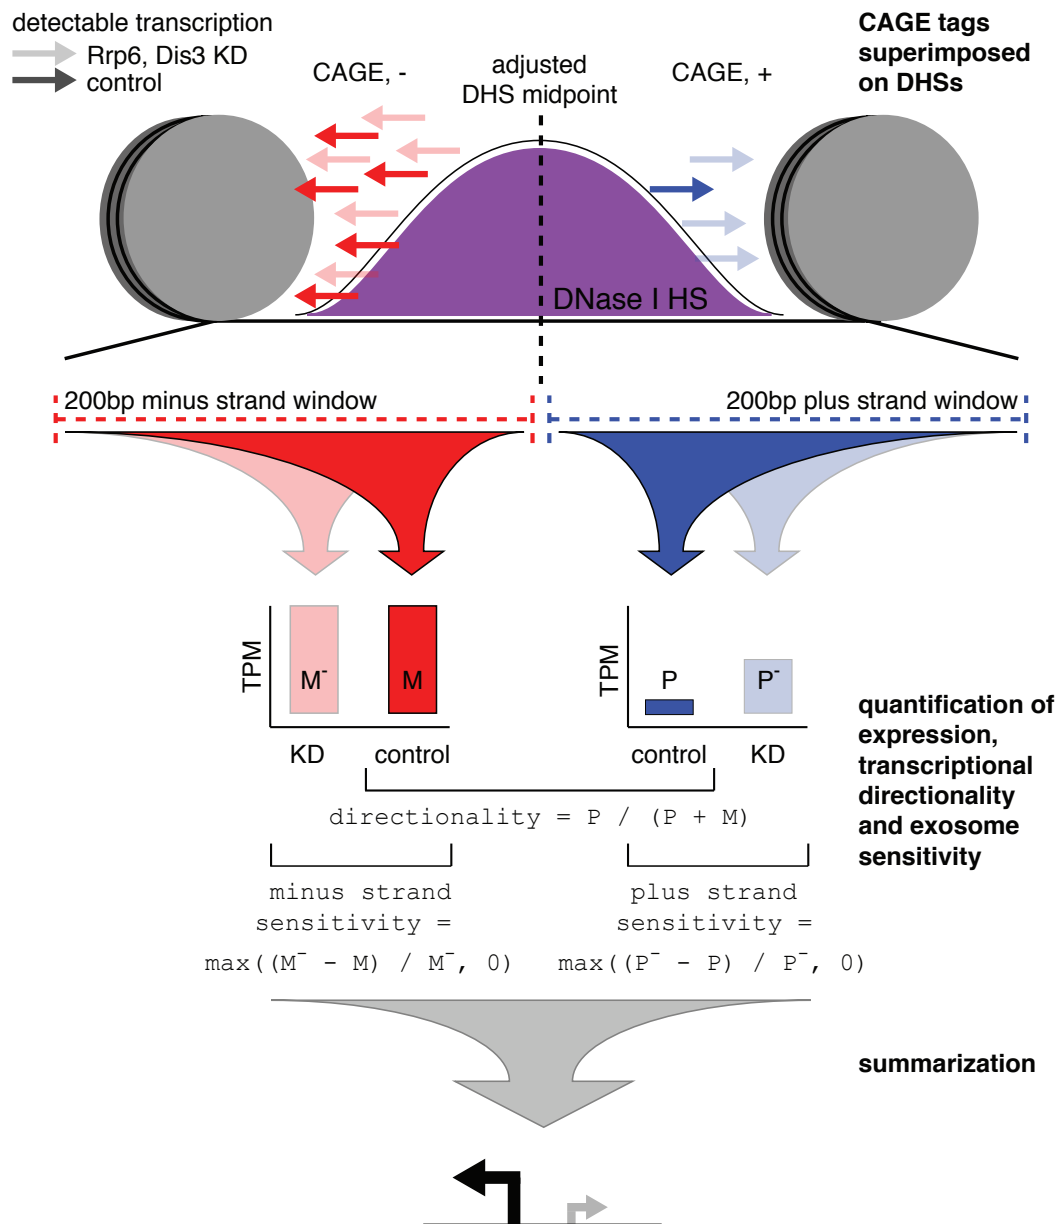 detectable transcription
Rrp6, Dis3 KD
control
CAGE, -
adjusted
DHS midpoint
CAGE, +
CAGE tags
superimposed
on DHSs
DNase I HS
200bp minus strand window
200bp plus strand window
TPM
M⁻
M
KD
control
TPM
P
P⁻
control
KD
quantification of
expression,
transcriptional
directionality
and exosome
sensitivity
directionality = P / (P + M)
minus strand
sensitivity =
max((M⁻ - M) / M⁻, 0)
plus strand
sensitivity =
max((P⁻ - P) / P⁻, 0)
summarization